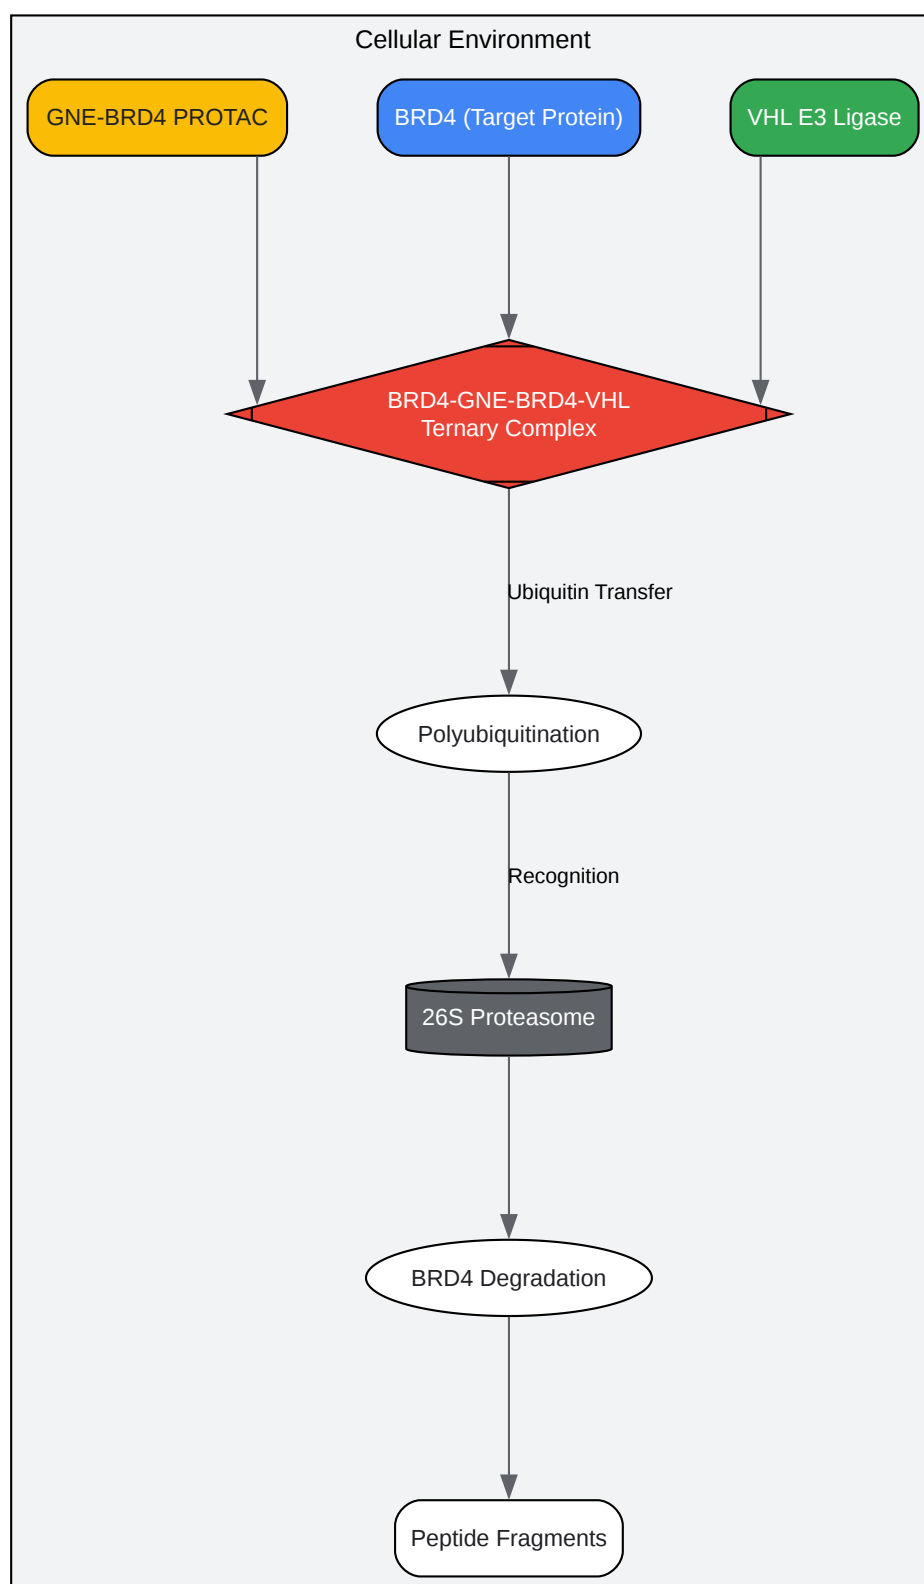 Cellular Environment
GNE-BRD4 PROTAC
BRD4 (Target Protein)
VHL E3 Ligase
BRD4-GNE-BRD4-VHL
Ternary Complex
Ubiquitin Transfer
Polyubiquitination
Recognition
26S Proteasome
BRD4 Degradation
Peptide Fragments